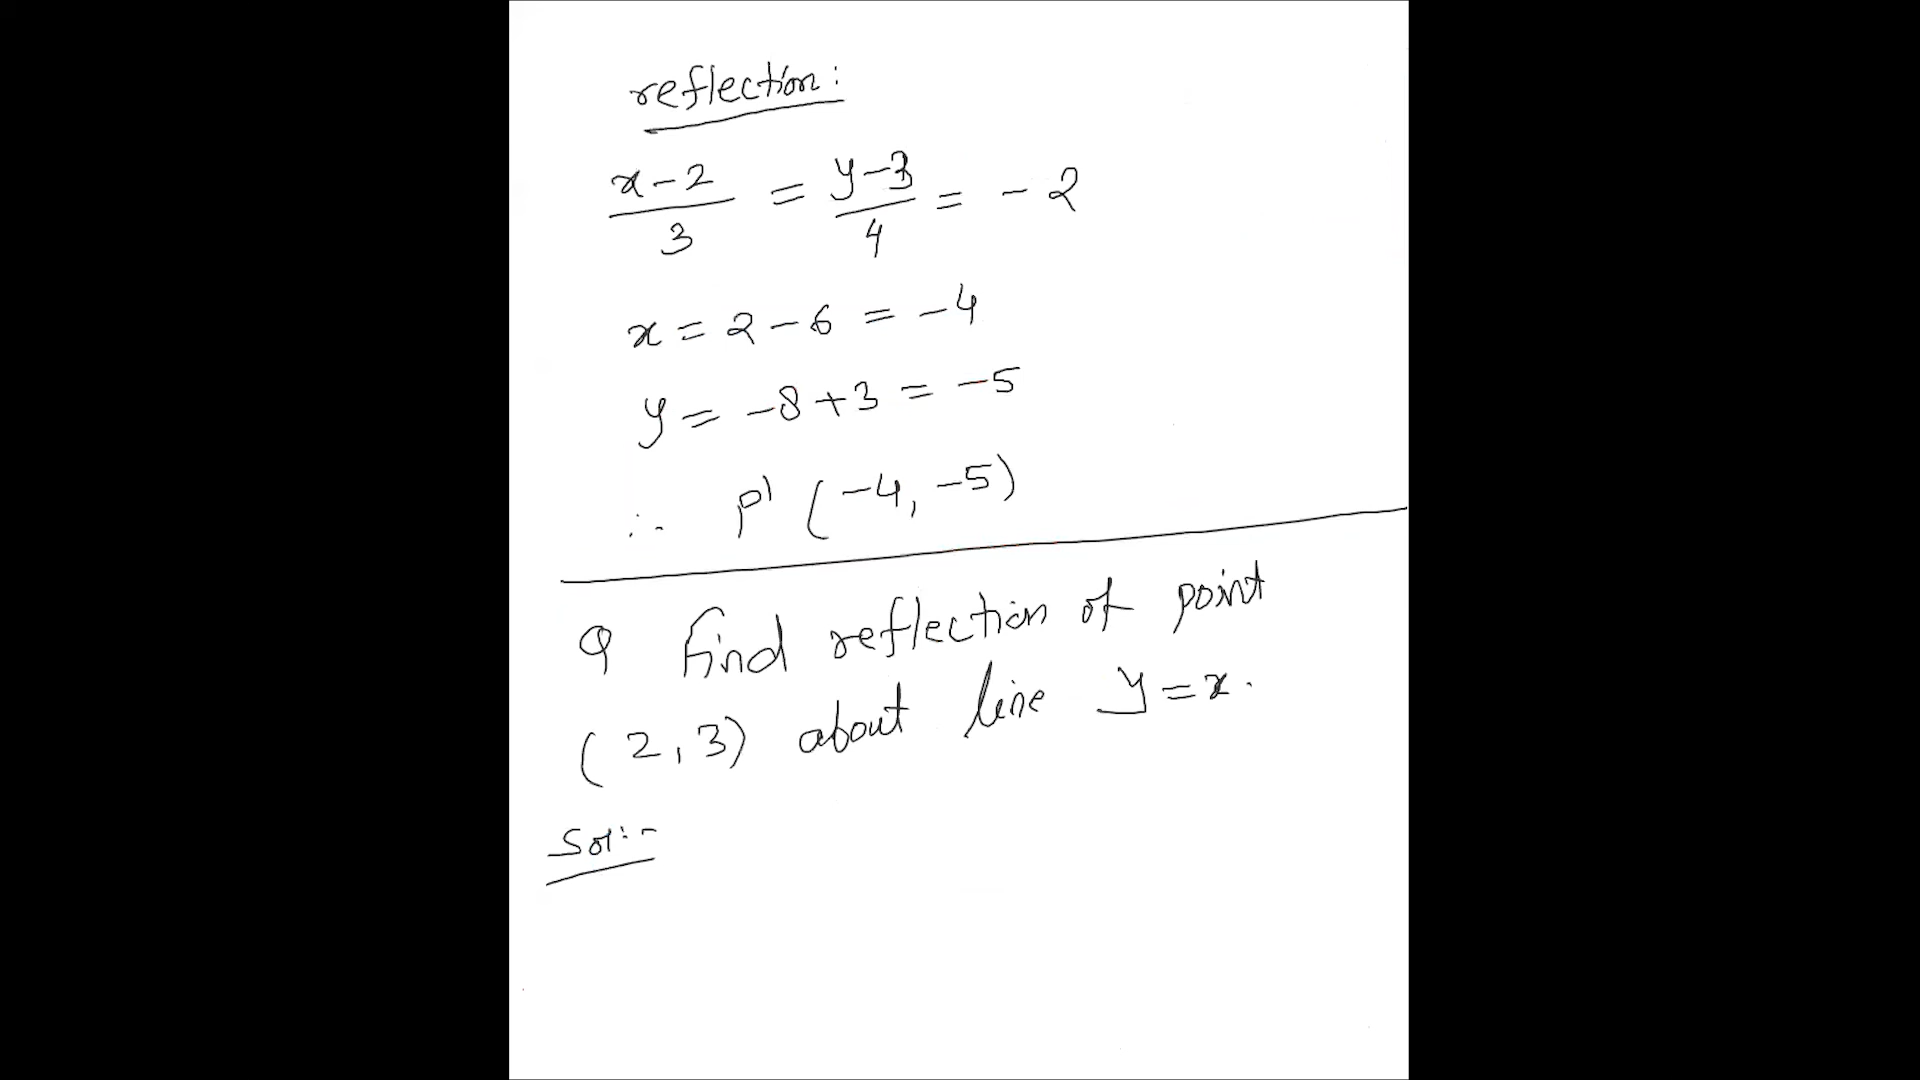 reflection:
x-2/3 = y-3/4 = -2
x = 2-6 = -4
y = -8+3 = -5
∴ P' (-4, -5)
Q Find reflection of point
(2,3) about line y=x.
Sol:-